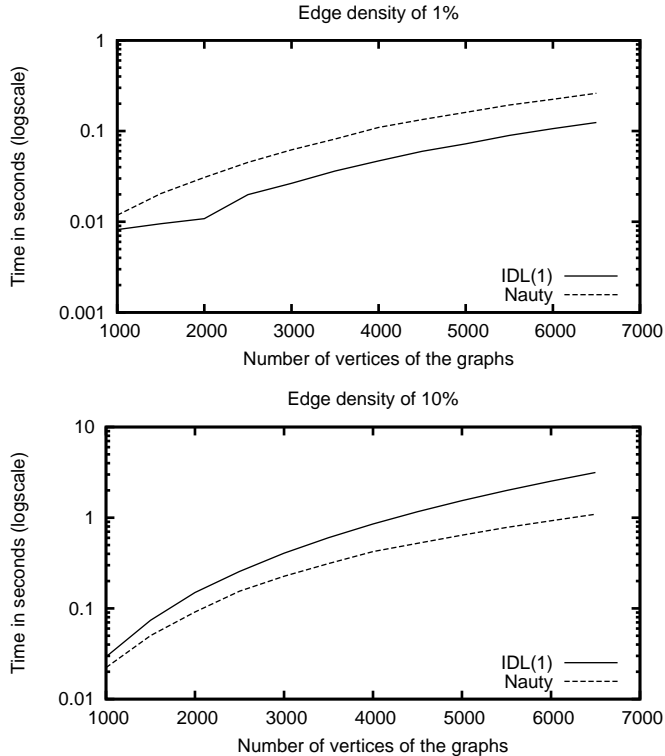 Edge density of 1%
Time in seconds (logscale)
1
0.1
0.01
0.001
IDL(1)
Nauty
1000 2000 3000 4000 5000 6000 7000
Number of vertices of the graphs
Edge density of 10%
Time in seconds (logscale)
10
1
0.1
0.01
IDL(1)
Nauty
1000 2000 3000 4000 5000 6000 7000
Number of vertices of the graphs